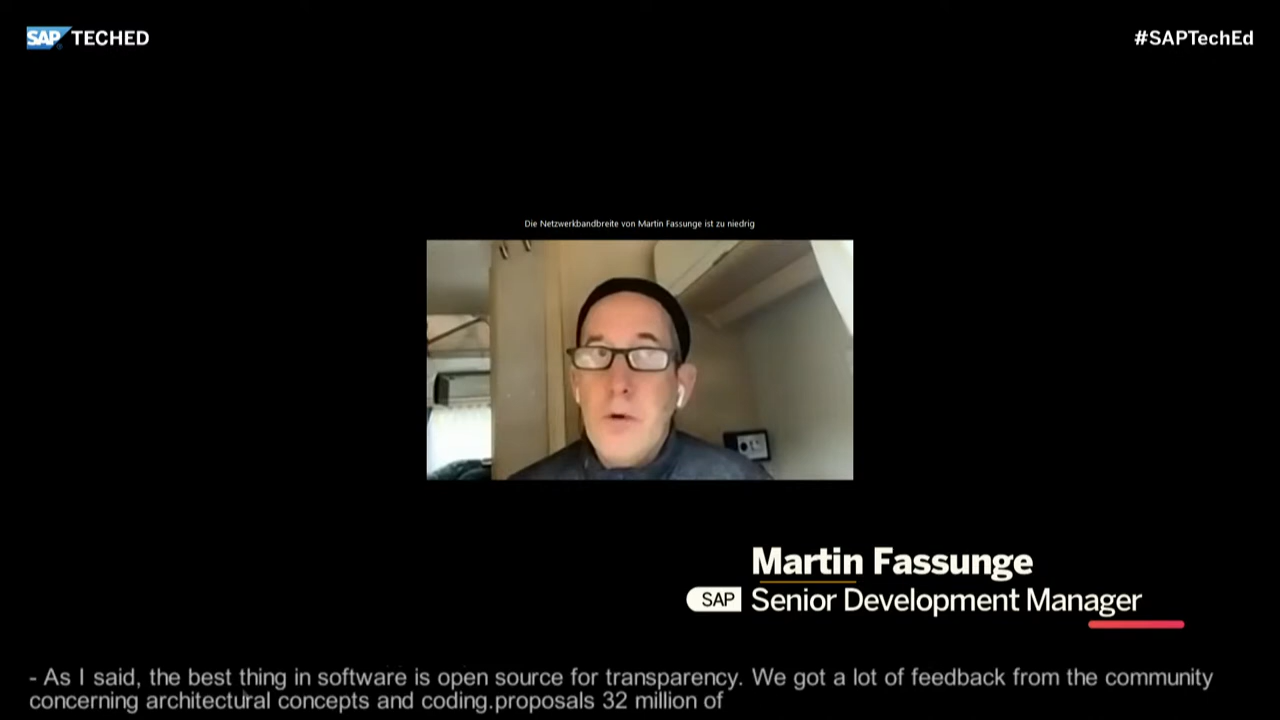 SAP TECHED
#SAPTechEd
Die Netzwerkbandbreite von Martin Fassunge ist zu niedrig
Martin Fassunge
SAP Senior Development Manager
- As I said, the best thing in software is open source for transparency. We got a lot of feedback from the community
concerning architectural concepts and coding.proposals 32 million of